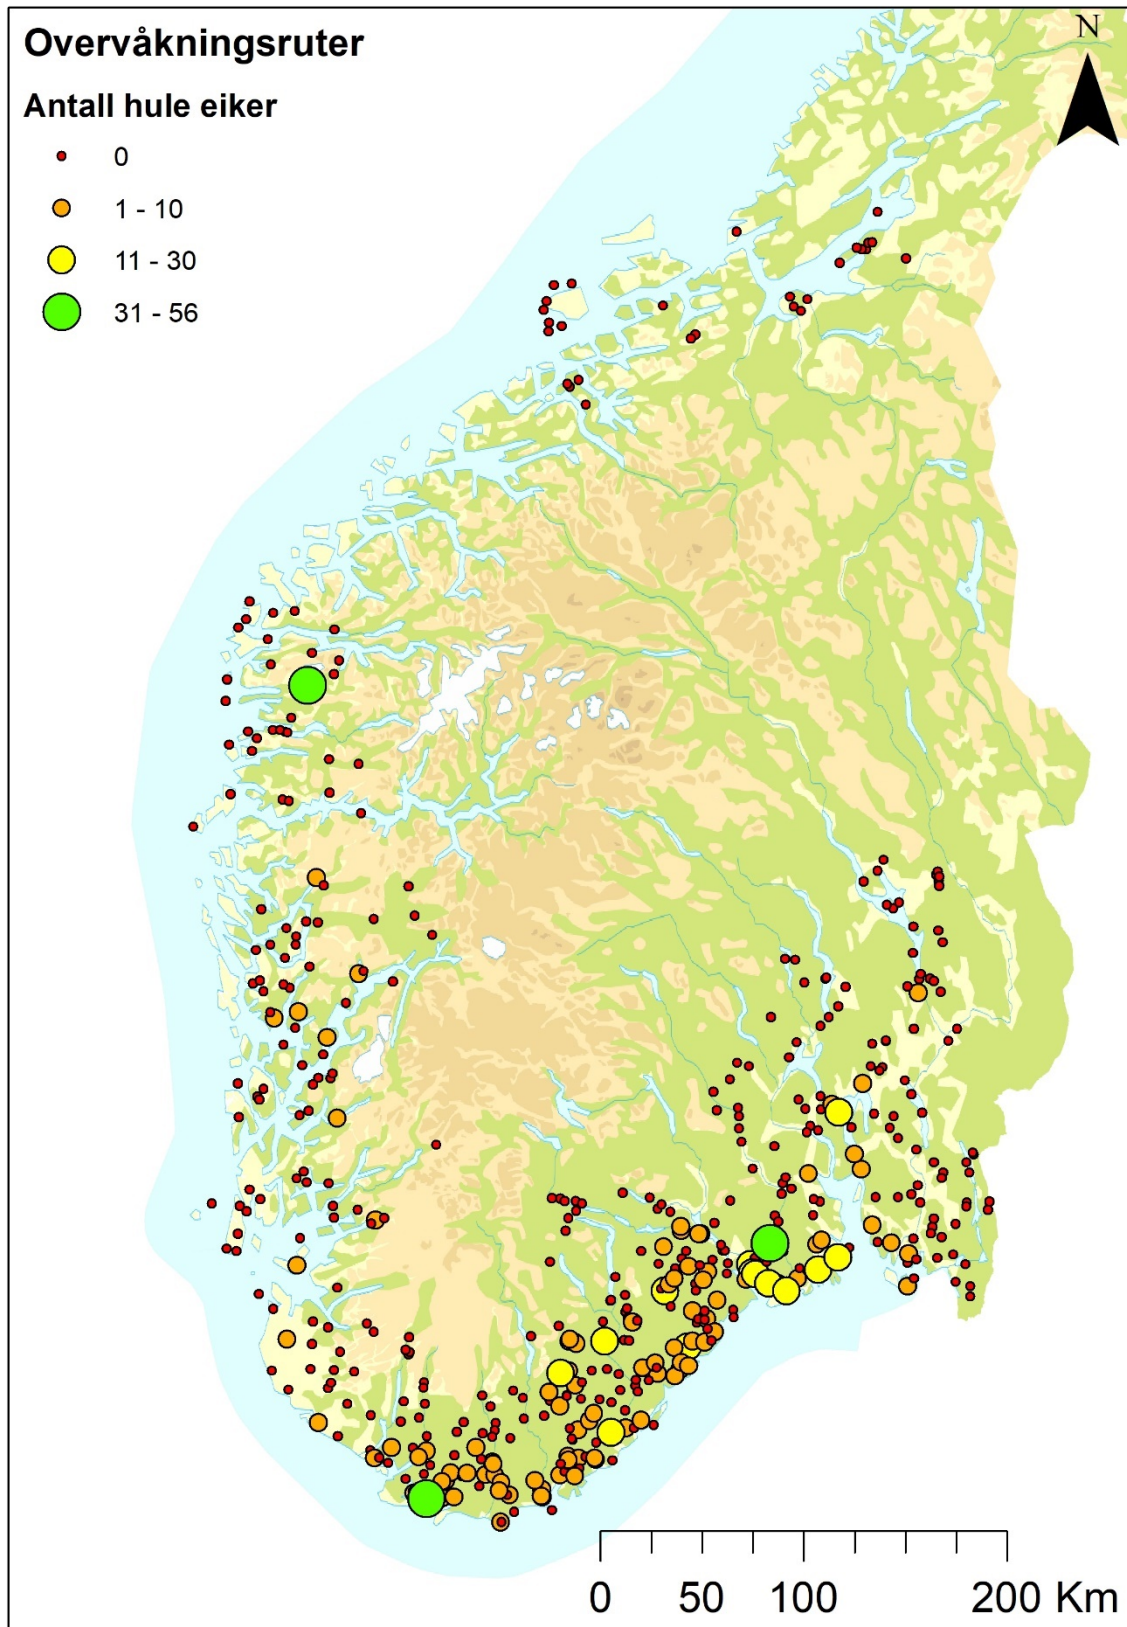 Overvåkningsruter
N
Antall hule eiker
0
1 - 10
11 - 30
31 - 56
0 50 100 200 Km